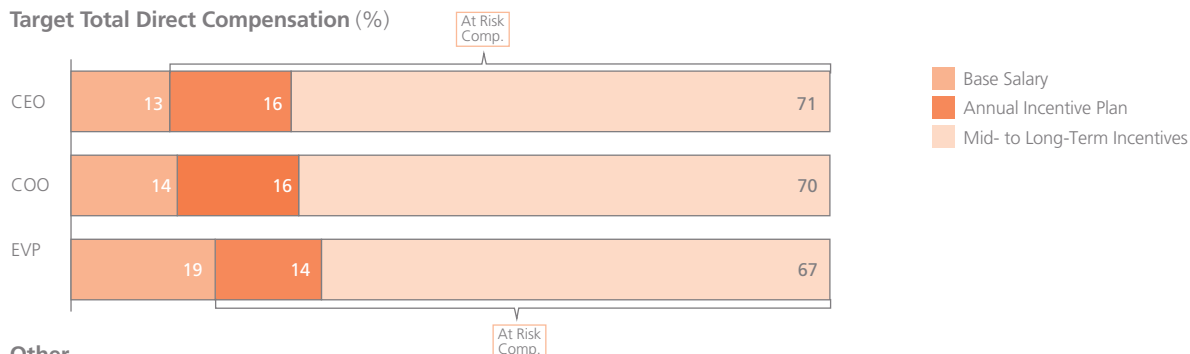 Target Total Direct Compensation (%)
At Risk
Comp.
CEO
13
16
71
COO
14
16
70
EVP
19
14
67
At Risk
Comp.
Base Salary
Annual Incentive Plan
Mid- to Long-Term Incentives
Other